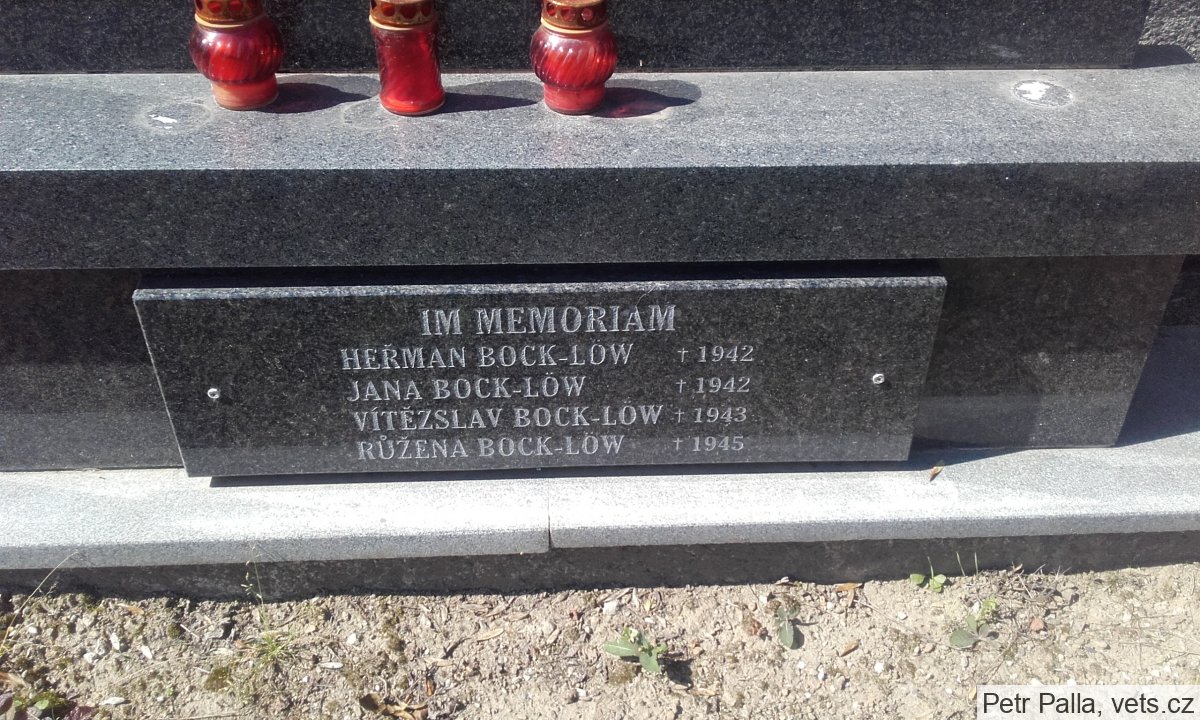 IM MEMORIAM
HEŘMAN BOCK-LÖW † 1942
JANA BOCK-LÖW † 1942
VÍTĚZSLAV BOCK-LÖW † 1943
RŮŽENA BOCK-LÖW † 1945
Petr Palla, vets.cz